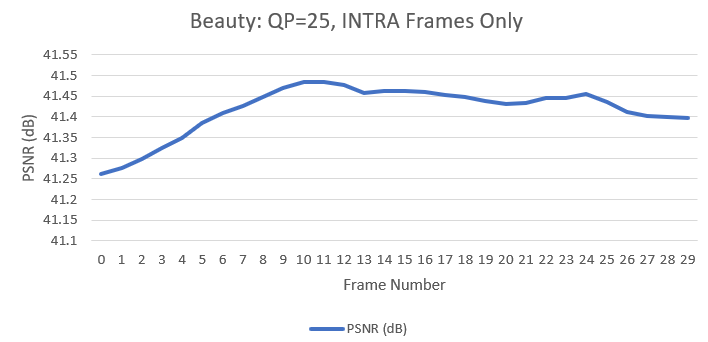 Beauty: QP=25, INTRA Frames Only
41.55
41.5
41.45
41.4
41.35
41.3
41.25
41.2
41.15
41.1
PSNR (dB)
0 1 2 3 4 5 6 7 8 9 10 11 12 13 14 15 16 17 18 19 20 21 22 23 24 25 26 27 28 29
Frame Number
PSNR (dB)